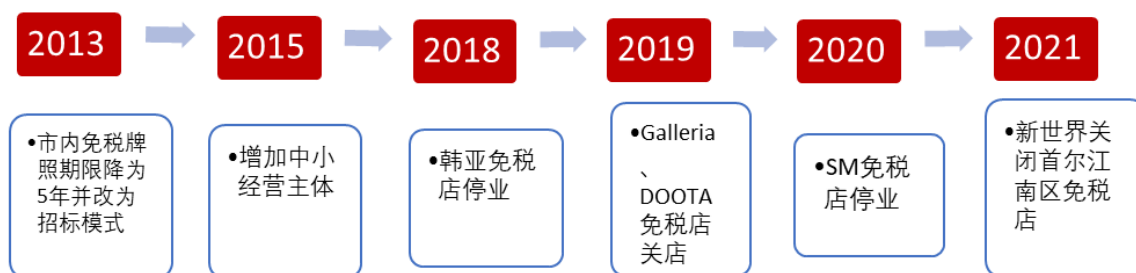 2013
2015
2018
2019
2020
2021
•市内免税牌
照期限降为
5年并改为
招标模式
•增加中小
经营主体
•韩亚免税
店停业
•Galleria
、
DOOTA
免税店
关店
•SM免税
店停业
•新世界关
闭首尔江
南区免税
店